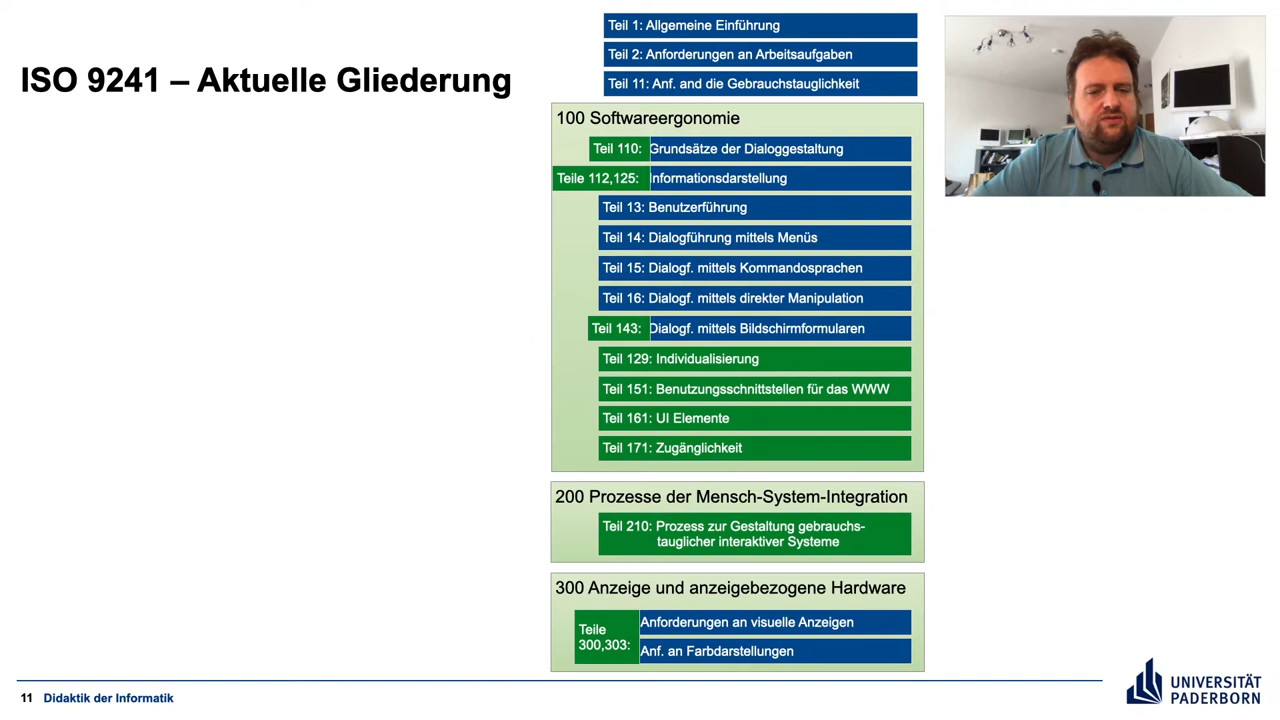 ISO 9241 – Aktuelle Gliederung
Teil 1: Allgemeine Einführung
Teil 2: Anforderungen an Arbeitsaufgaben
Teil 11: Anf. and die Gebrauchstauglichkeit
100 Softwareergonomie
Teil 110: Grundsätze der Dialoggestaltung
Teile 112,125: Informationsdarstellung
Teil 13: Benutzerführung
Teil 14: Dialogführung mittels Menüs
Teil 15: Dialogf. mittels Kommandosprachen
Teil 16: Dialogf. mittels direkter Manipulation
Teil 143: Dialogf. mittels Bildschirmformularen
Teil 129: Individualisierung
Teil 151: Benutzungsschnittstellen für das WWW
Teil 161: UI Elemente
Teil 171: Zugänglichkeit
200 Prozesse der Mensch-System-Integration
Teil 210: Prozess zur Gestaltung gebrauchs-
tauglicher interaktiver Systeme
300 Anzeige und anzeigebezogene Hardware
Teile
300,303:
Anforderungen an visuelle Anzeigen
Anf. an Farbdarstellungen
11 Didaktik der Informatik
UNIVERSITÄT
PADERBORN